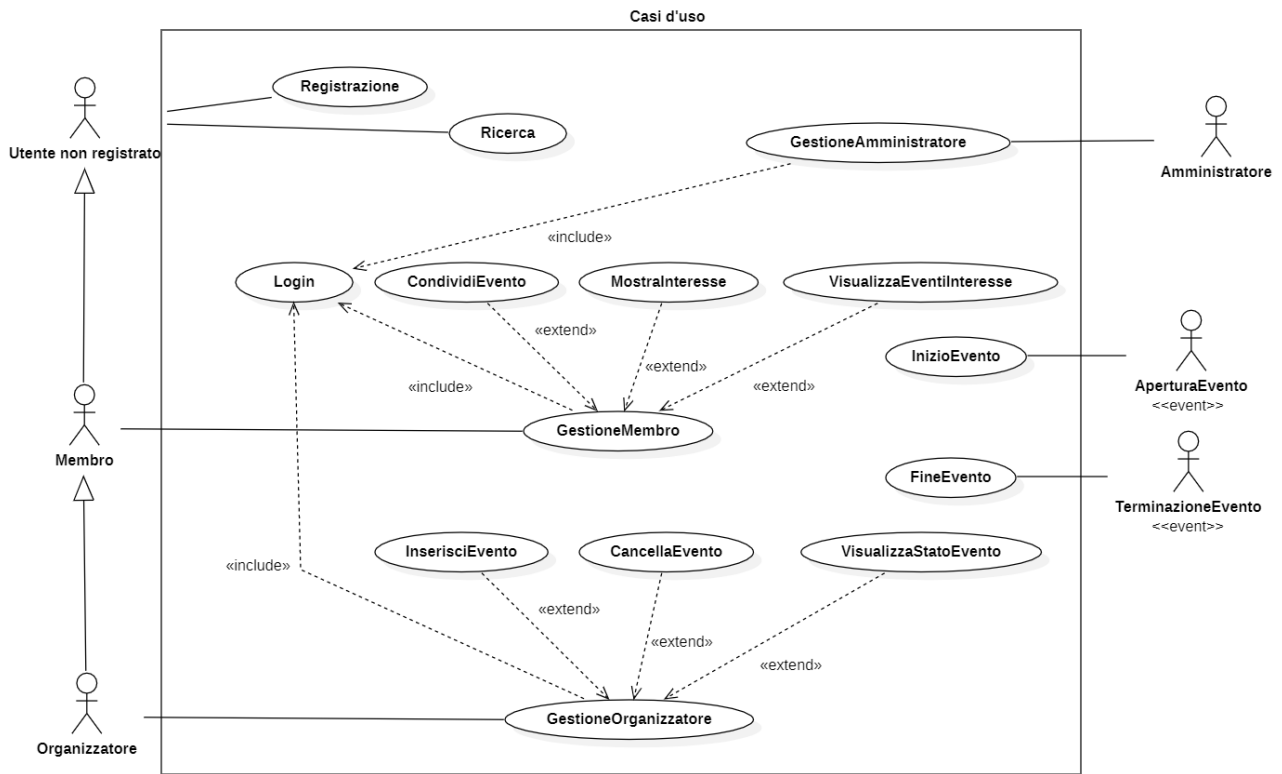 Casi d'uso
Registrazione
Ricerca
Utente non registrato
GestioneAmministratore
Amministratore
«include»
Login
CondividiEvento
MostraInteresse
VisualizzaEventiInteresse
«extend»
InizioEvento
«extend»
«include»
«extend»
AperturaEvento
<<event>>
GestioneMembro
Membro
FineEvento
TerminazioneEvento
<<event>>
InserisciEvento
CancellaEvento
VisualizzaStatoEvento
«include»
«extend»
«extend»
«extend»
GestioneOrganizzatore
Organizzatore